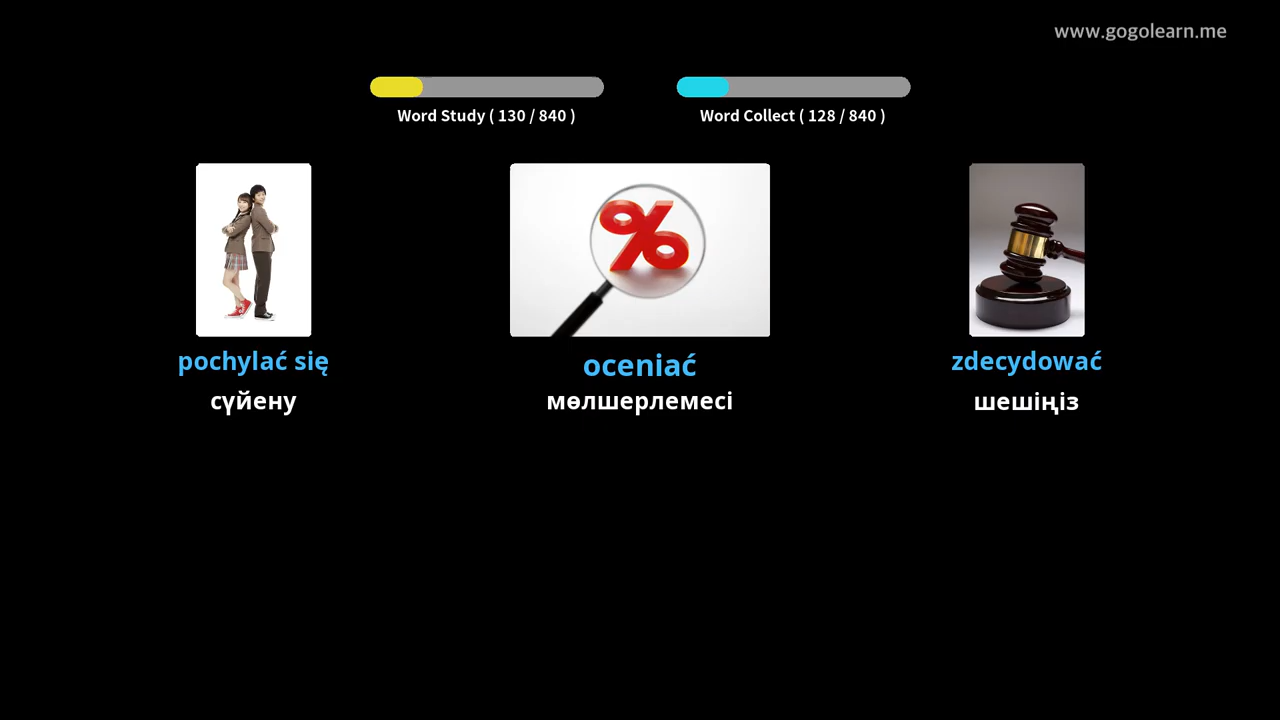 www.gogolearn.me
Word Study ( 130 / 840 )
Word Collect ( 128 / 840 )
pochylać się
oceniać
zdecydować
сүйену
мөлшерлемесі
шешіңіз